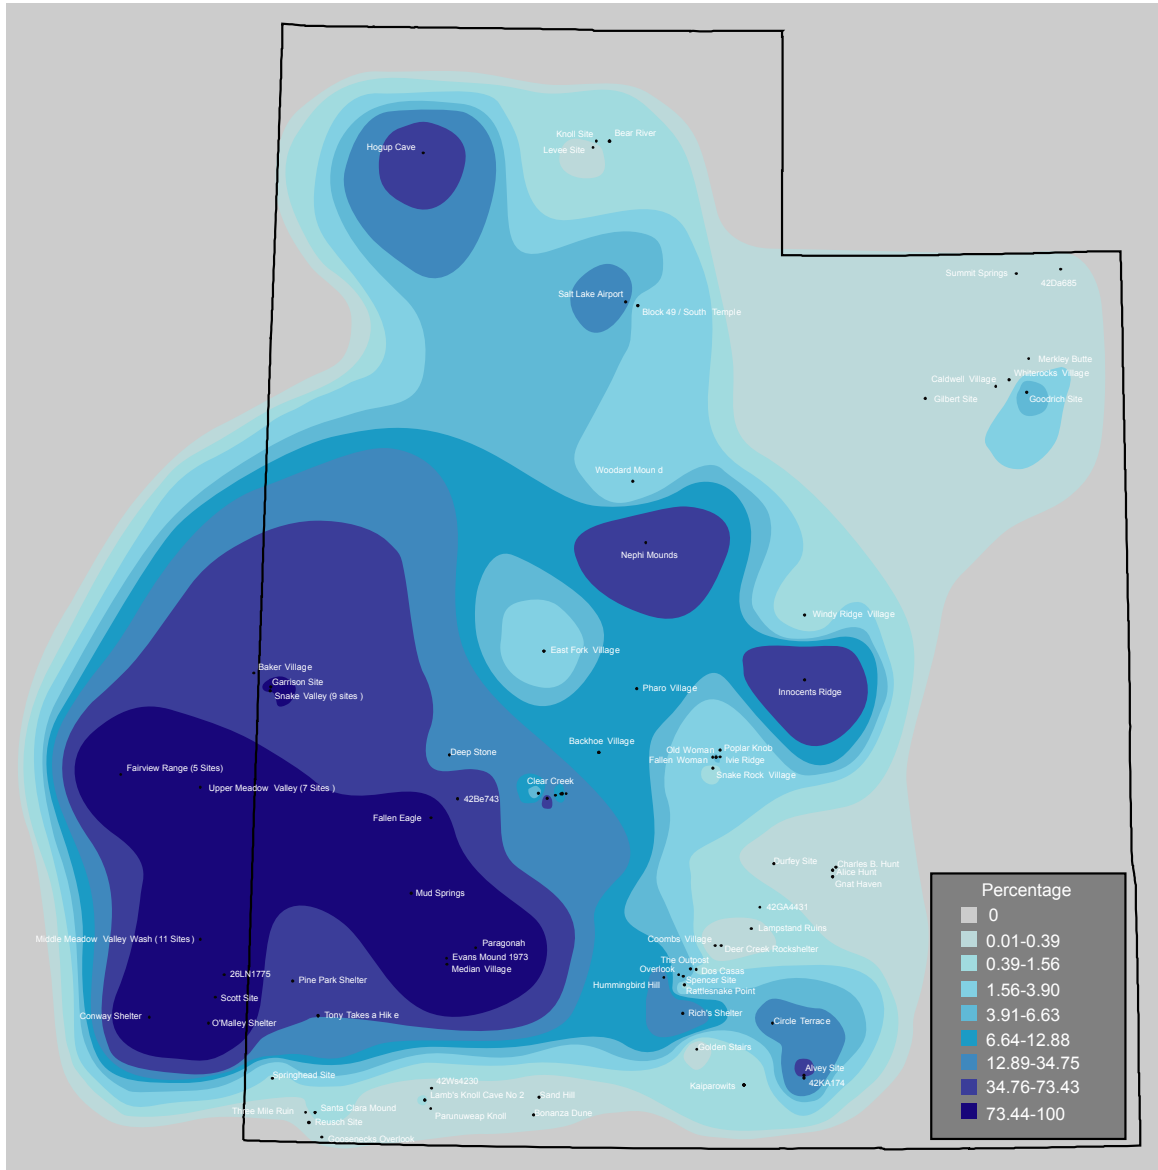 Knoll Site
Bear River
Levee Site
Hogup Cave
Summit Springs
42Da685
Salt Lake Airport
Block 49 / South Temple
Merkley Butte
Whiterocks Village
Caldwell Village
Gilbert Site
Goodrich Site
Woodard Moun d
Nephi Mounds
Windy Ridge Village
East Fork Village
Baker Village
Garrison Site
Snake Valley (9 sites )
Pharo Village
Innocents Ridge
Backhoe Village
Deep Stone
Old Woman
Poplar Knob
Fallen Woman
Ivie Ridge
Snake Rock Village
Fairview Range (5 Sites)
Upper Meadow Valley (7 Sites )
Clear Creek
42Be743
Fallen Eagle
Durfey Site
Charles B. Hunt
Alice Hunt
Gnat Haven
Mud Springs
42GA4431
Lampstand Ruins
Middle Meadow Valley Wash (11 Sites )
Paragonah
Evans Mound 1973
Median Village
Coombs Village
Deer Creek Rockshelter
The Outpost
Overlook
Dos Casas
Spencer Site
Hummingbird Hill
Rattlesnake Point
26LN1775
Pine Park Shelter
Scott Site
Conway Shelter
O'Malley Shelter
Tony Takes a Hik e
Rich's Shelter
Circle Terrace
Golden Stairs
Alvey Site
42KA174
Kaiparowits
Springhead Site
42Ws4230
Lamb's Knoll Cave No 2
Band Hill
Three Mile Ruin
Santa Clara Mound
Parunuweap Knoll
Bonanza Dune
Reusch Site
Goosenecks Overlook
Percentage
0
0.01-0.39
0.39-1.56
1.56-3.90
3.91-6.63
6.64-12.88
12.89-34.75
34.76-73.43
73.44-100